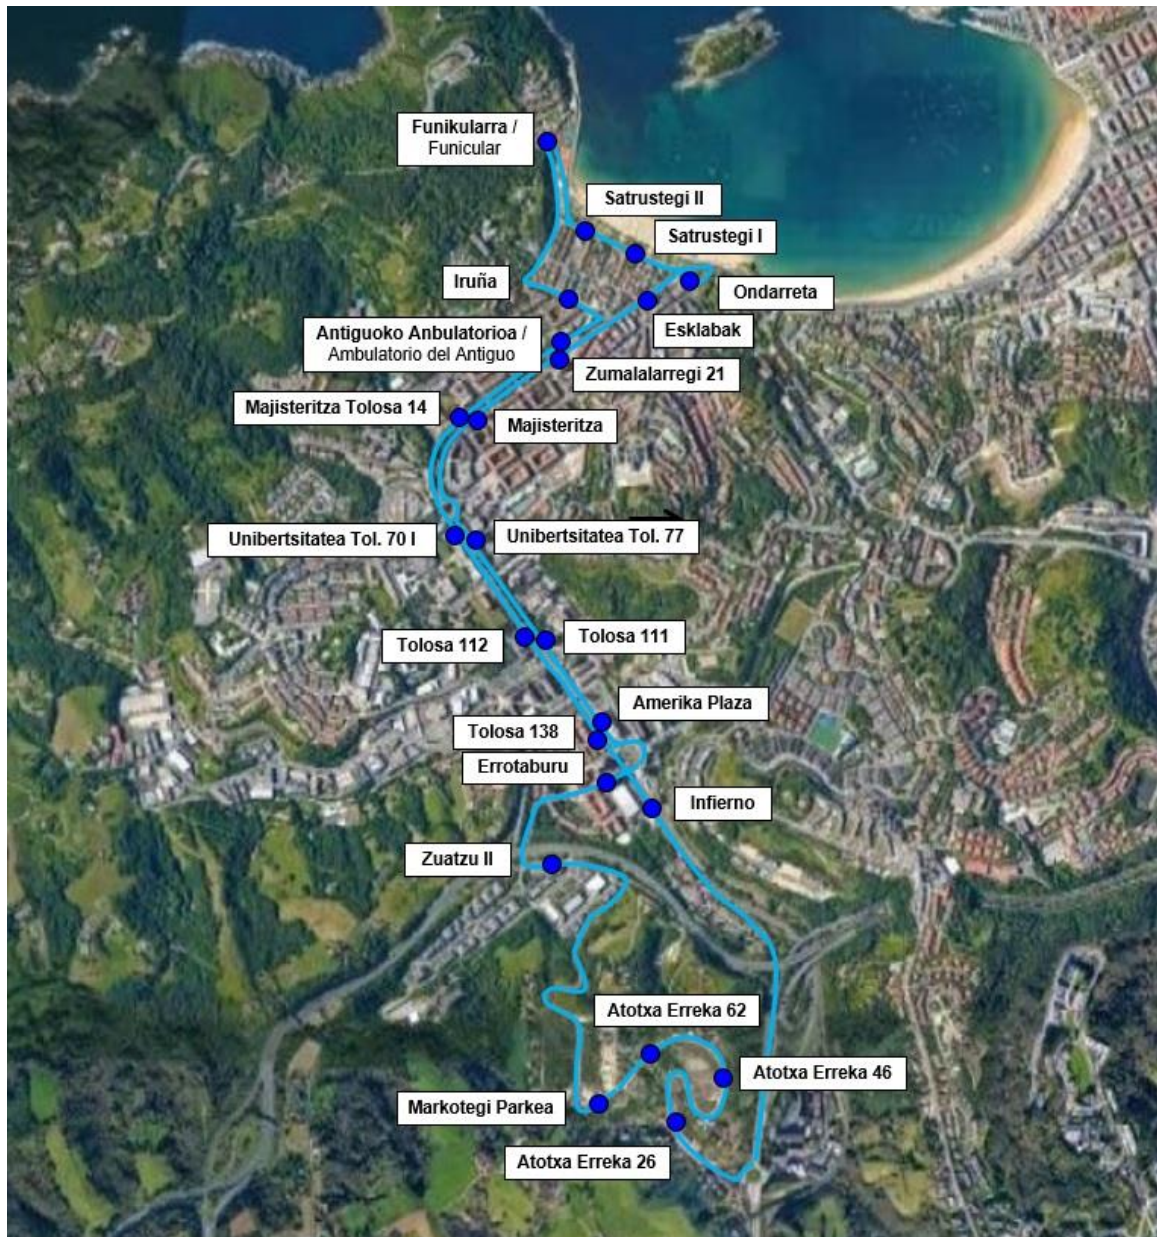 Funikularra /
Funicular
Satrustegi II
Satrustegi I
Iruña
Ondarreta
Esklabak
Antiguoko Anbulatorioa /
Ambulatorio del Antiguo
Zumalalarregi 21
Majisteritza Tolosa 14
Majisteritza
Unibertsitatea Tol. 70 I
Unibertsitatea Tol. 77
Tolosa 112
Tolosa 111
Amerika Plaza
Tolosa 138
Errotaburu
Infierno
Zuatzu II
Atotxa Erreka 62
Atotxa Erreka 46
Markotegi Parkea
Atotxa Erreka 26